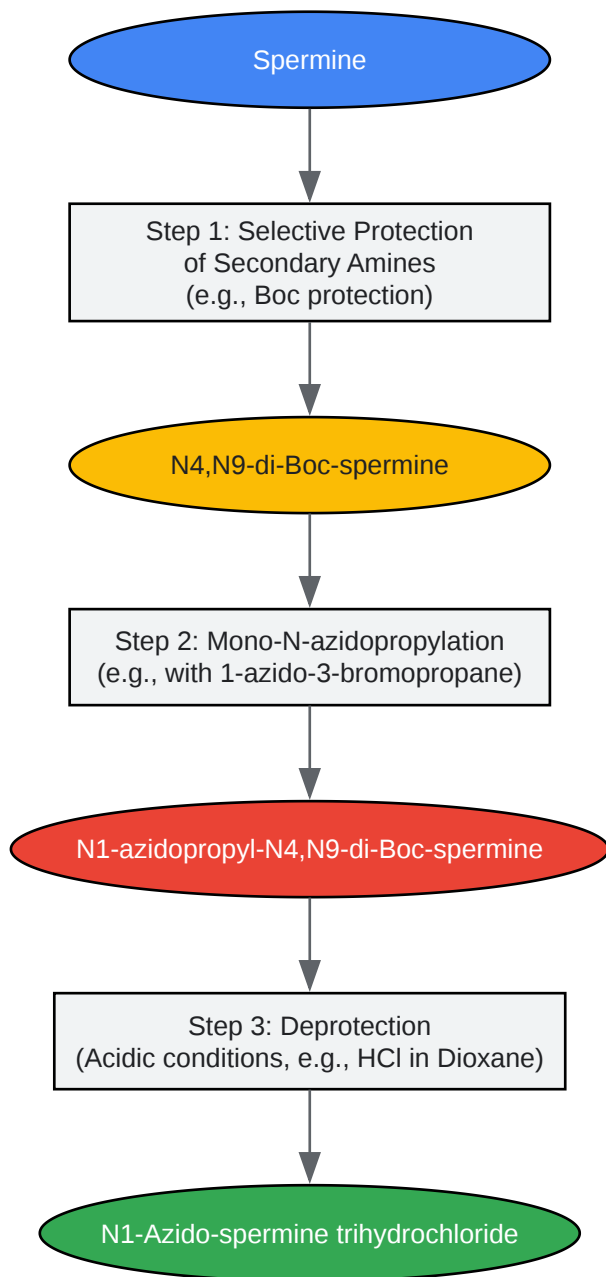 Spermine
Step 1: Selective Protection
of Secondary Amines
(e.g., Boc protection)
N4,N9-di-Boc-spermine
Step 2: Mono-N-azidopropylation
(e.g., with 1-azido-3-bromopropane)
N1-azidopropyl-N4,N9-di-Boc-spermine
Step 3: Deprotection
(Acidic conditions, e.g., HCl in Dioxane)
N1-Azido-spermine trihydrochloride